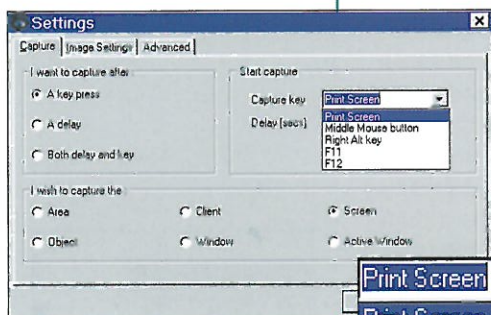 Settings
Capture Image Settings Advanced
I want to capture after
A key press
A delay
Both delay and key
Start capture
Capture key Print Screen
Delay (secs)
Print Screen
Middle Mouse button
Right Alt key
F11
F12
I wish to capture the
Area Client Screen
Object Window Active Window
Print Screen
Print Screen